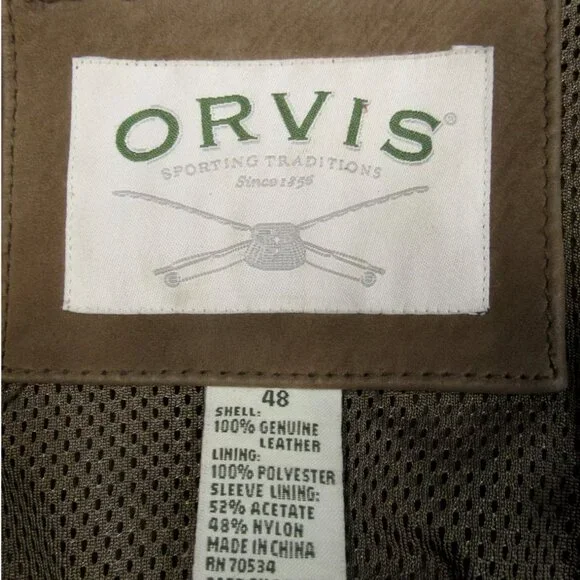 ORVIS®
SPORTING TRADITIONS
Since 1856
48
SHELL:
100% GENUINE
LEATHER
LINING:
100% POLYESTER
SLEEVE LINING:
52% ACETATE
48% NYLON
MADE IN CHINA
RN 70534